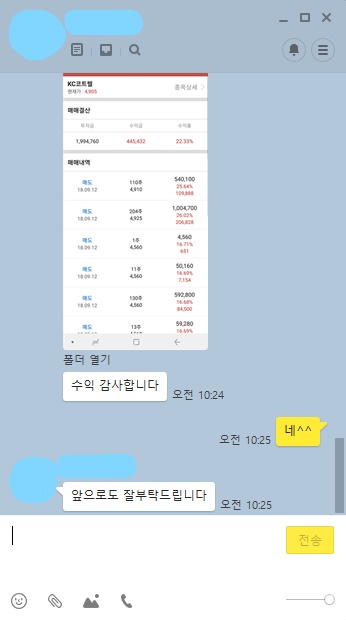 KC코트렐
현재가 : 4,905
종목상세 >
매매결산
투자금 수익금 수익률
1,994,760 445,432 22.33%
매매내역
매도 110주 540,100
18.09.12 4,910 25.64%
109,888
매도 204주 1,004,700
18.09.12 4,925 26.02%
206,828
매도 1주 4,560
18.09.12 4,560 16.71%
651
매도 11주 50,160
18.09.12 4,560 16.69%
7,154
매도 130주 592,800
18.09.12 4,560 16.68%
84,500
매도 13주 59,280
18.09.12 4,560 16.69%
폴더 열기
수익 감사합니다
오전 10:24
오전 10:25 네^^
앞으로도 잘부탁드립니다
오전 10:25
전송